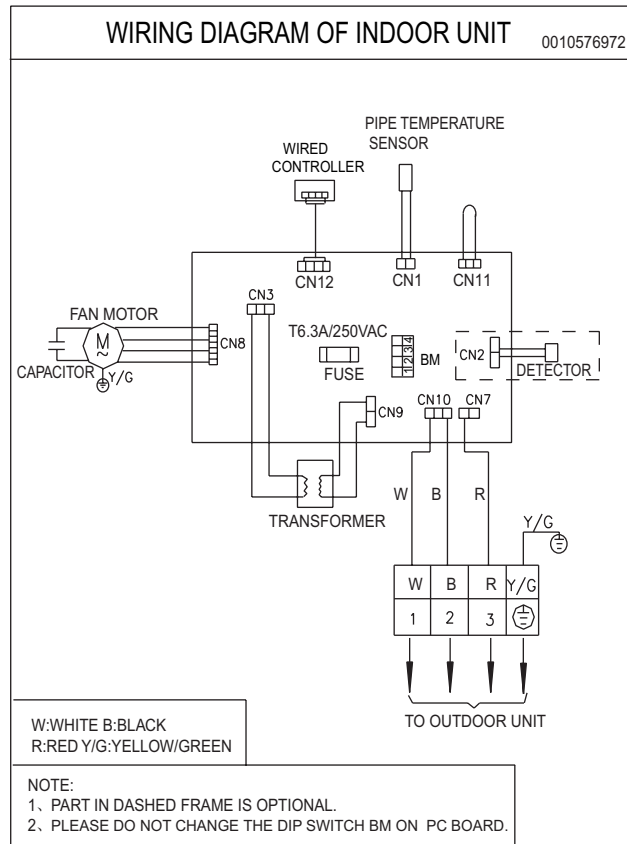 WIRING DIAGRAM OF INDOOR UNIT 0010576972
PIPE TEMPERATURE
SENSOR
WIRED
CONTROLLER
CN12
CN1
CN11
CN3
FAN MOTOR
M
~
CN8
CAPACITOR
Y/G
T6.3A/250VAC
FUSE
1 2 3 4
BM
CN2
DETECTOR
CN10
CN7
CN9
TRANSFORMER
W B R
Y/G
W B R Y/G
1 2 3
TO OUTDOOR UNIT
W:WHITE B:BLACK
R:RED Y/G:YELLOW/GREEN
NOTE:
1、PART IN DASHED FRAME IS OPTIONAL.
2、PLEASE DO NOT CHANGE THE DIP SWITCH BM ON PC BOARD.